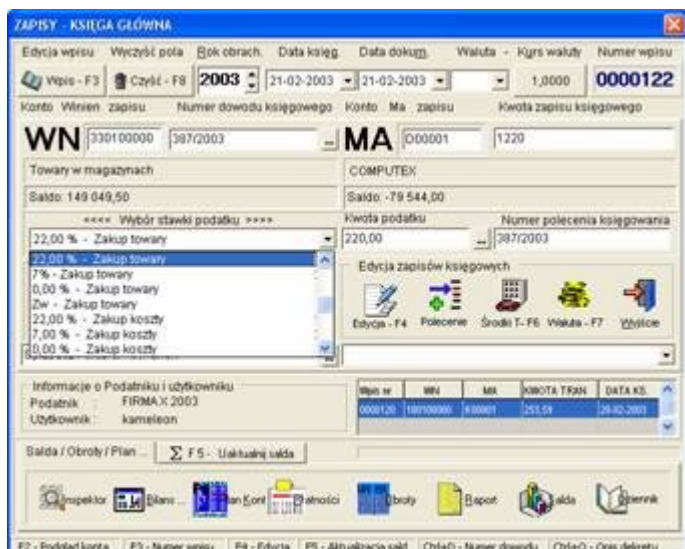 ZAPISY - KSIĘGA GŁÓWNA
Edycja wpisu Wyczyść pola Rok obrach. Data księg. Data dokum. Waluta - Kurs waluty Numer wpisu
Wpis - F3 Czyść - F8 2003 21-02-2003 21-02-2003 1,0000 0000122
Konto Winien zapisu Numer dowodu księgowego Konto Ma zapisu Kwota zapisu księgowego
WN 330100000 387/2003 ... MA D00001 1220
Towary w magazynach COMPUTEX
Saldo: 149 049,50 Saldo: -79 544,00
<<<< Wybór stawki podatku >>>> Kwota podatku Numer polecenia księgowania
22,00 % - Zakup towary 220,00 ... 387/2003
22,00 % - Zakup towary
7% - Zakup towary
0,00 % - Zakup towary
Zw - Zakup towary
22,00 % - Zakup koszty
7,00 % - Zakup koszty
0,00 % - Zakup koszty
Edycja zapisów księgowych
Edycja - F4 Polecenie Środki T- F6 Waluta - F7 Wyjście
Informacje o Podatniku i użytkowniku
Podatnik : FIRMA X 2003
Użytkownik : kameleon
Wpis nr WN MA KWOTA TRAN DATA KS.
0000120 100100000 K00001 253,59 28-02-2003
Salda / Obroty / Plan ... Σ F5 - Uaktualnij salda
Inspektor Bilans ... Plan Kont Płatności Obroty Raport Salda Dziennik
F2 - Podgląd konta F3 - Numer wpisu F4 - Edycja F5 - Aktualizacja sald Ctrl+D - Numer dowodu Ctrl+O - Opis dekretu